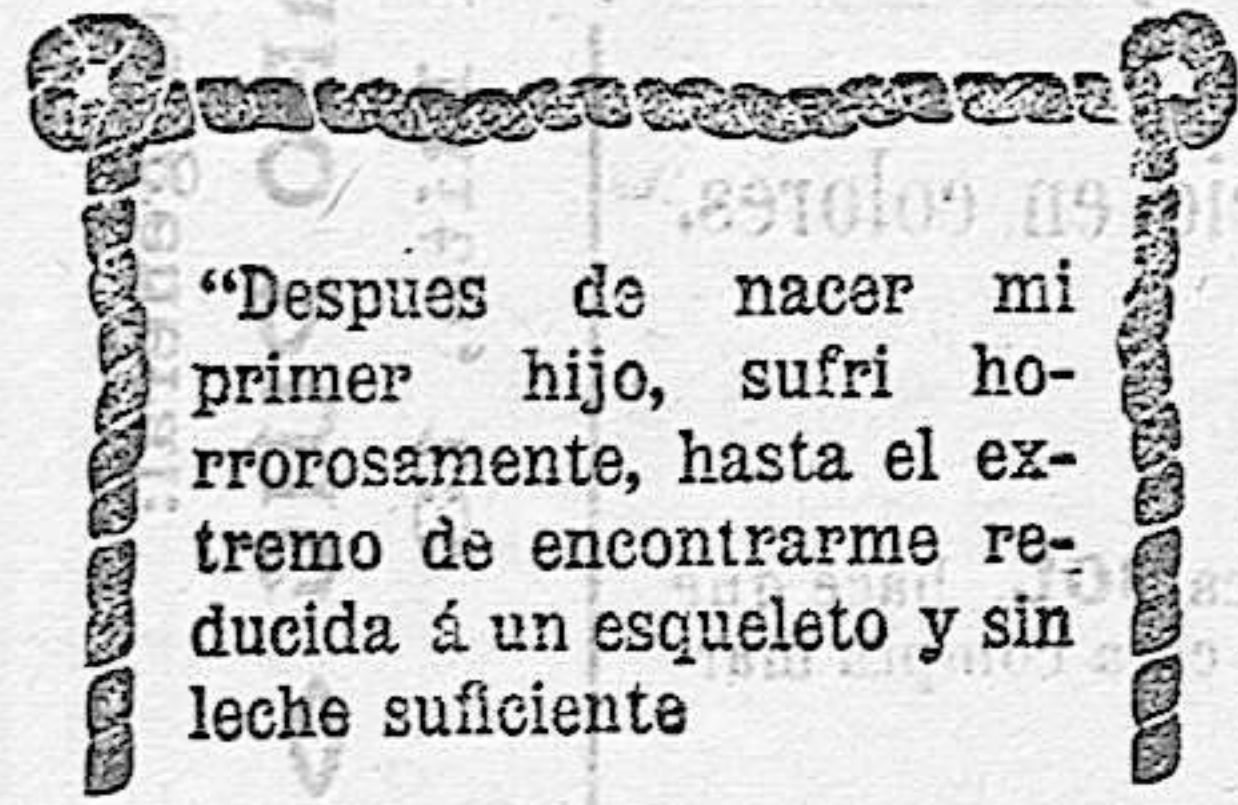 “Despues de nacer mi
primer hijo, sufri ho-
rrorosamente, hasta el ex-
tremo de encontrarme re-
ducida á un esqueleto y sin
leche suficiente